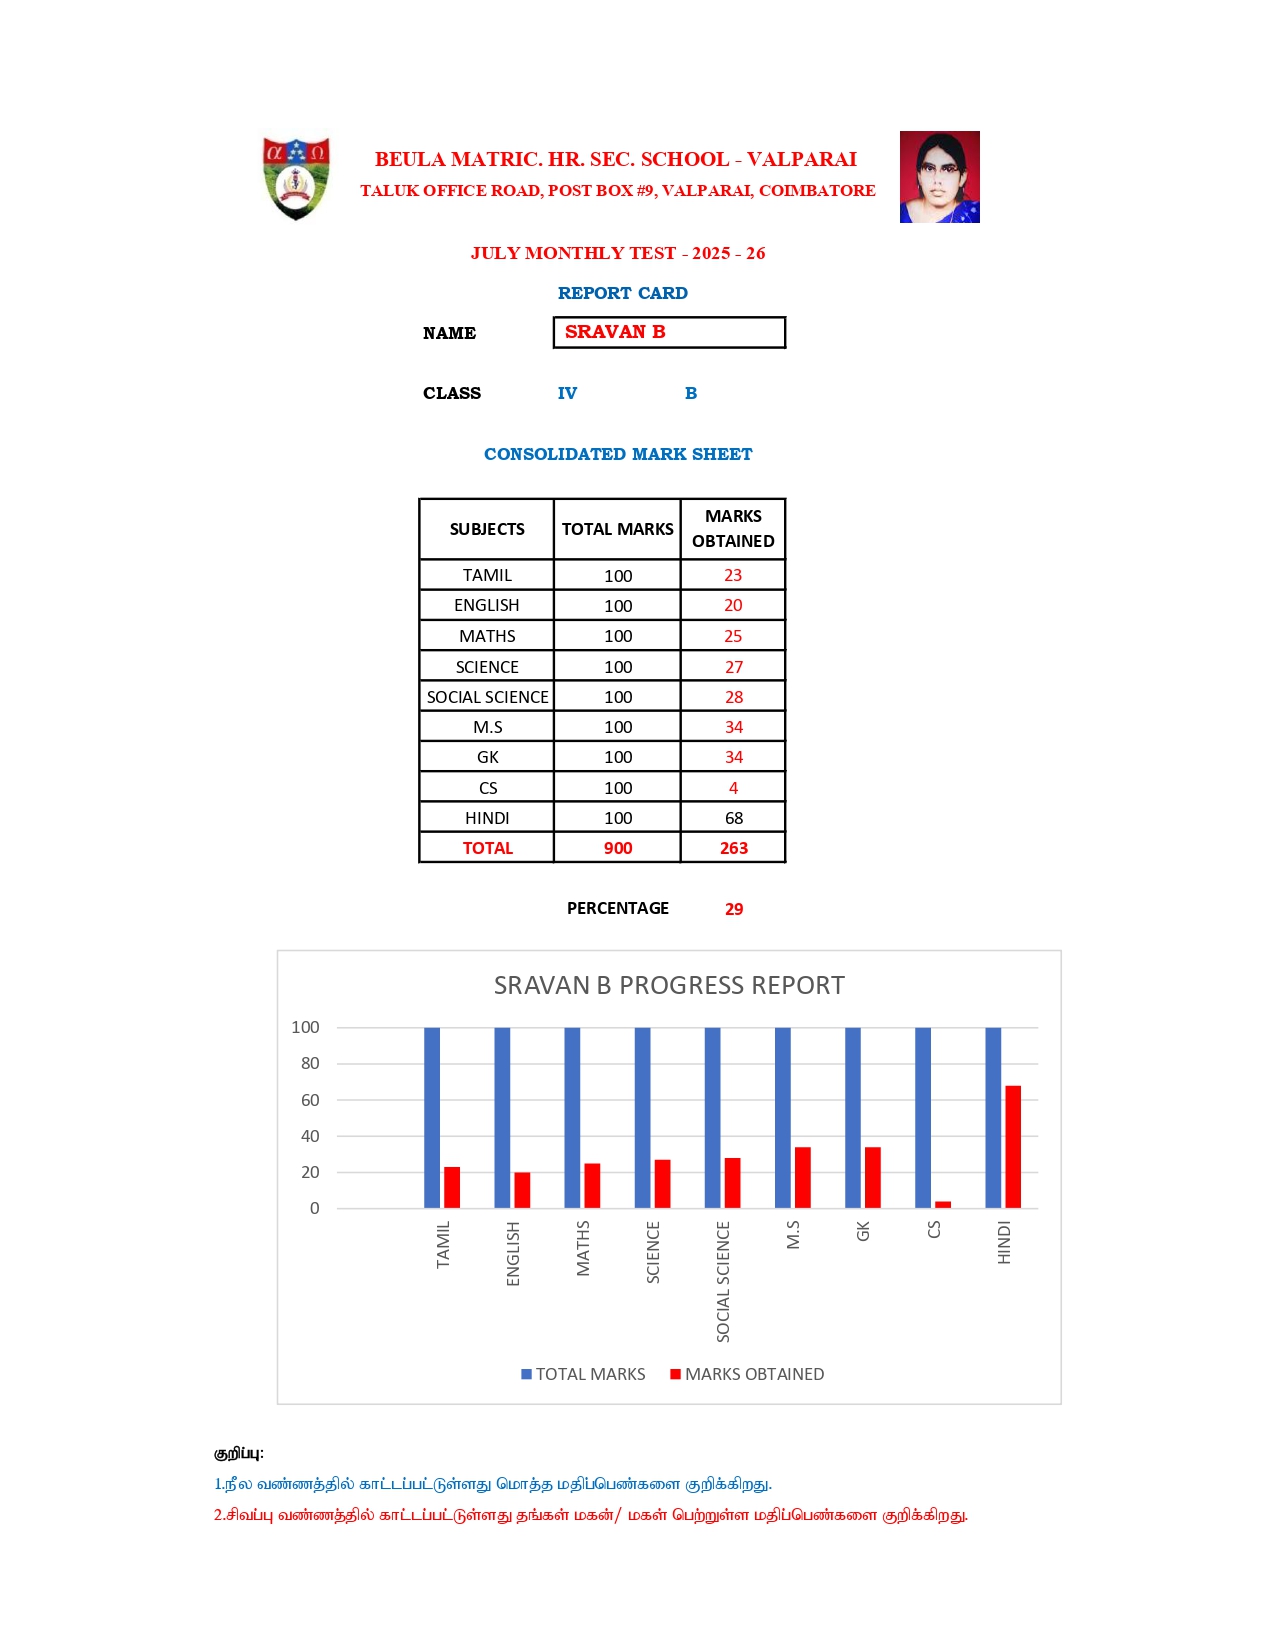 α Ω
BEULA MATRIC. HR. SEC. SCHOOL - VALPARAI
TALUK OFFICE ROAD, POST BOX #9, VALPARAI, COIMBATORE
JULY MONTHLY TEST - 2025 - 26
REPORT CARD
NAME SRAVAN B
CLASS IV B
CONSOLIDATED MARK SHEET
SUBJECTS TOTAL MARKS MARKS OBTAINED
TAMIL 100 23
ENGLISH 100 20
MATHS 100 25
SCIENCE 100 27
SOCIAL SCIENCE 100 28
M.S 100 34
GK 100 34
CS 100 4
HINDI 100 68
TOTAL 900 263
PERCENTAGE 29
SRAVAN B PROGRESS REPORT
100
80
60
40
20
0
TAMIL ENGLISH MATHS SCIENCE SOCIAL SCIENCE M.S GK CS HINDI
TOTAL MARKS MARKS OBTAINED
குறிப்பு:
1.நீல வண்ணத்தில் காட்டப்பட்டுள்ளது மொத்த மதிப்பெண்களை குறிக்கிறது.
2.சிவப்பு வண்ணத்தில் காட்டப்பட்டுள்ளது தங்கள் மகன்/ மகள் பெற்றுள்ள மதிப்பெண்களை குறிக்கிறது.